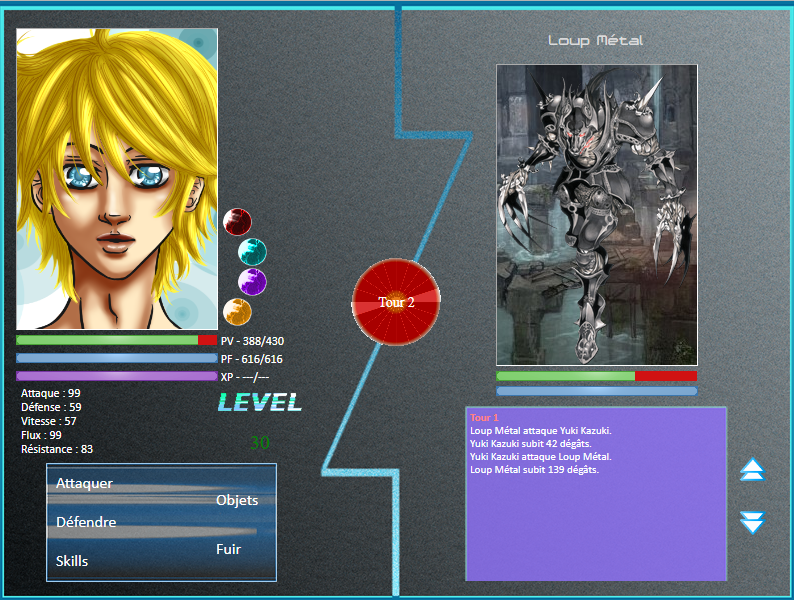 Loup Métal
Tour 2
PV - 388/430
PF - 616/616
XP - ---/---
Attaque : 99
Défense : 59
Vitesse : 57
Flux : 99
Résistance : 83
LEVEL
30
Attaquer
Objets
Défendre
Fuir
Skills
Tour 1
Loup Métal attaque Yuki Kazuki.
Yuki Kazuki subit 42 dégâts.
Yuki Kazuki attaque Loup Métal.
Loup Métal subit 139 dégâts.